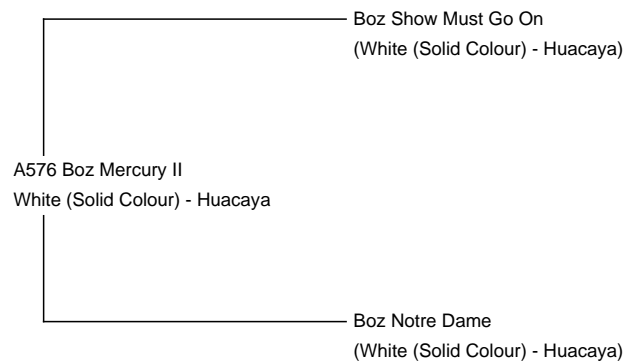 Boz Show Must Go On
(White (Solid Colour) - Huacaya)
A576 Boz Mercury II
White (Solid Colour) - Huacaya
Boz Notre Dame
(White (Solid Colour) - Huacaya)